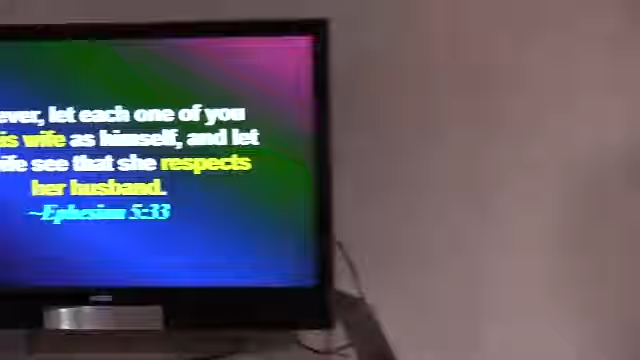 ever, let each one of you
is wife as himself, and let
ife see that she respects
her husband.
~Ephesian 5:33